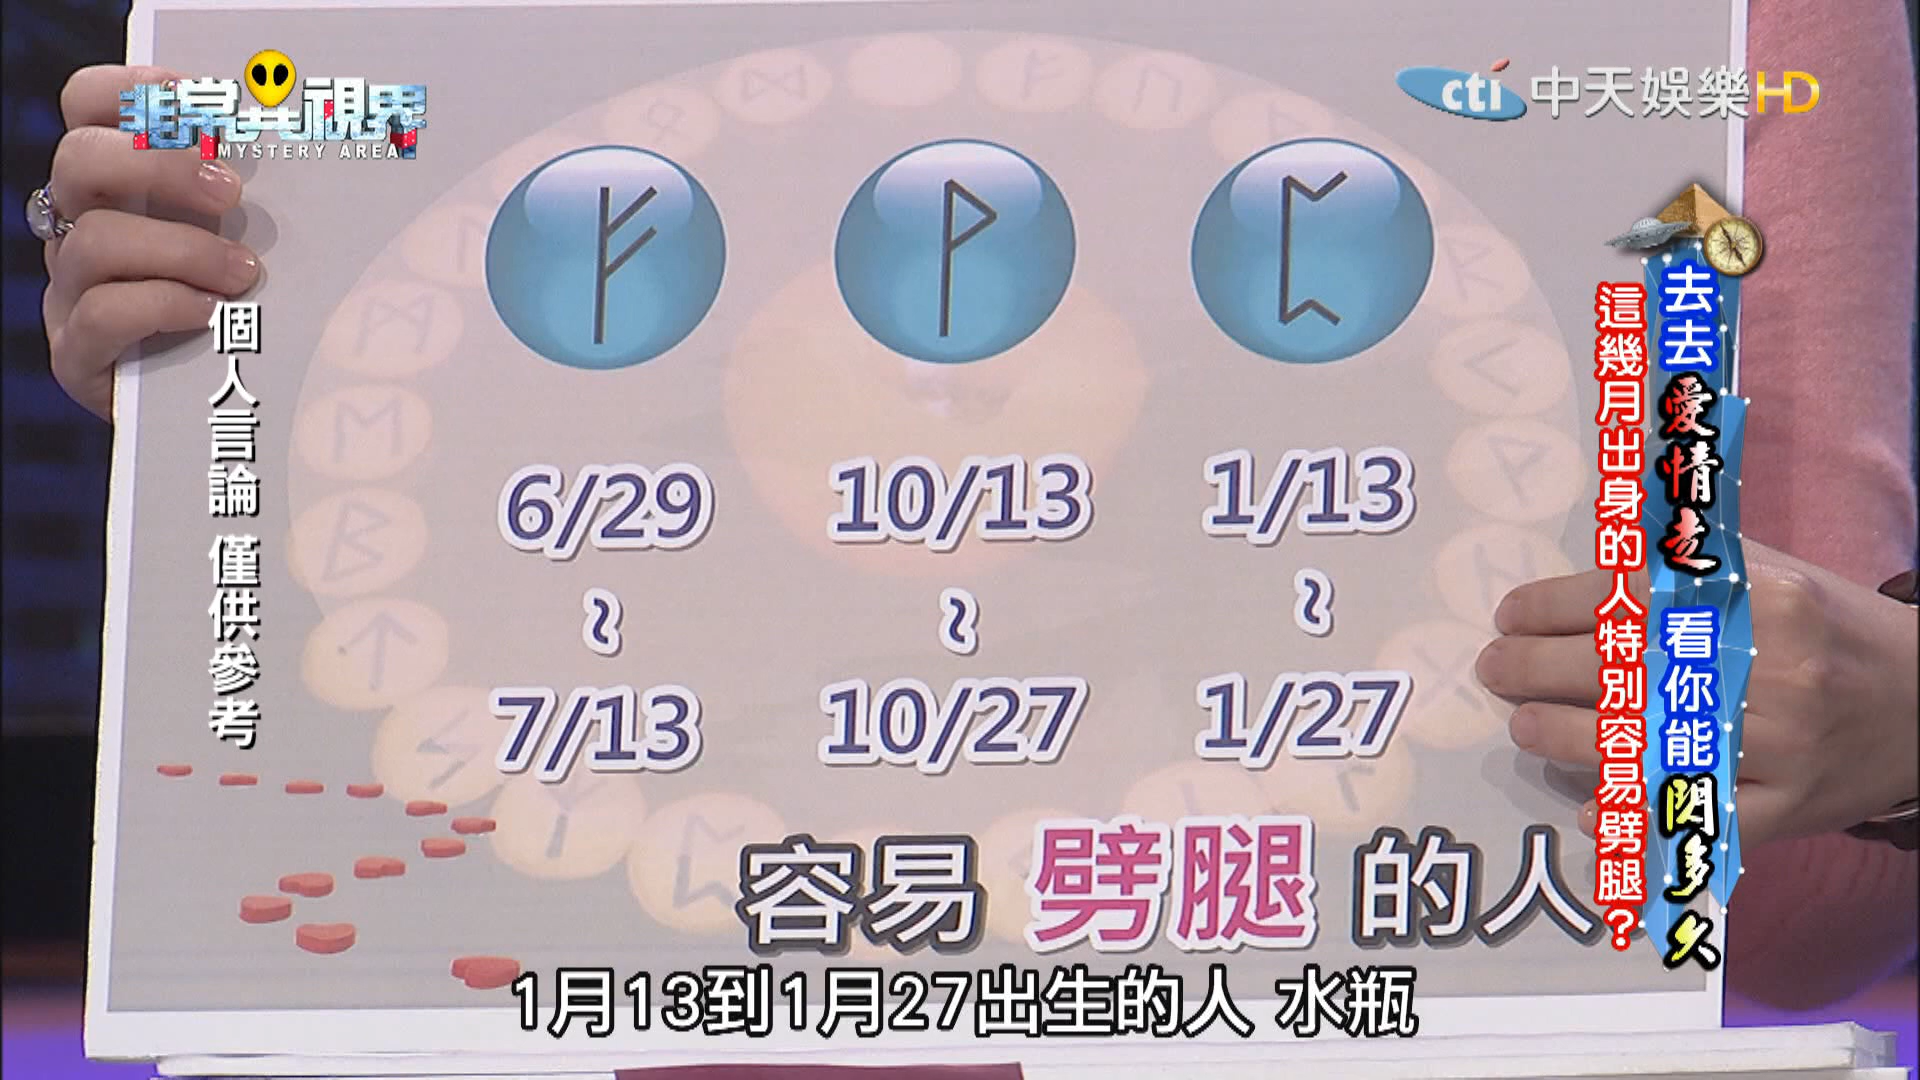 非常異視界
MYSTERY AREA
cti 中天娛樂HD
去去愛情走 看你能閃多久
這幾月出身的人特別容易劈腿？
個人言論 僅供參考
6/29
~
7/13
10/13
~
10/27
1/13
~
1/27
容易 劈腿 的人
1月13到1月27出生的人 水瓶